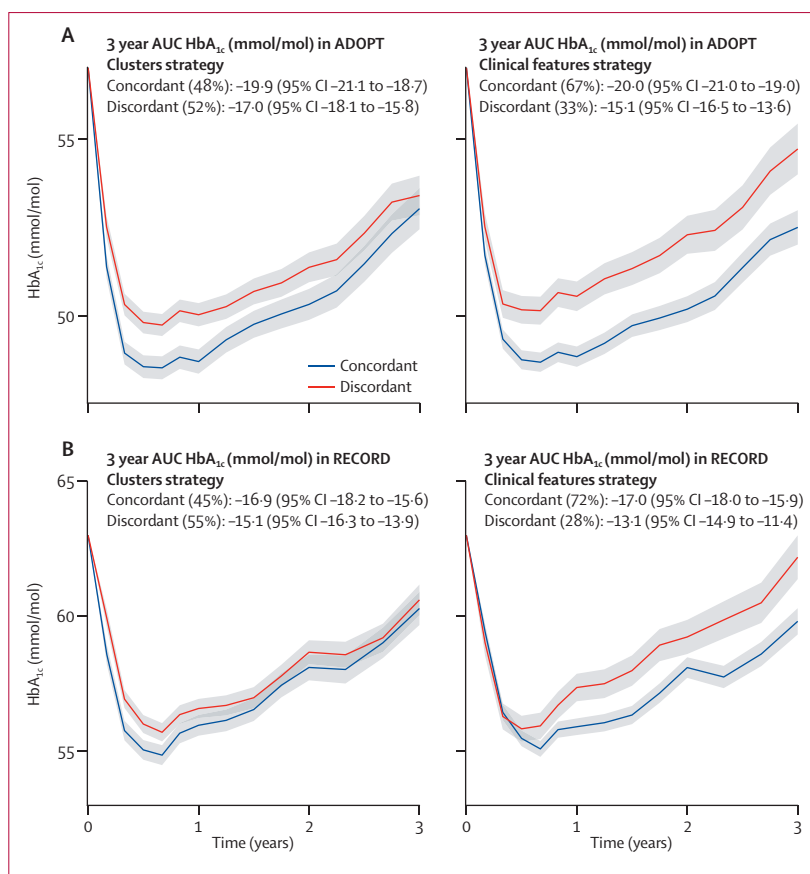 A
3 year AUC HbA1c (mmol/mol) in ADOPT
Clusters strategy
Concordant (48%): –19·9 (95% CI –21·1 to –18·7)
Discordant (52%): –17·0 (95% CI –18·1 to –15·8)
3 year AUC HbA1c (mmol/mol) in ADOPT
Clinical features strategy
Concordant (67%): –20·0 (95% CI –21·0 to –19·0)
Discordant (33%): –15·1 (95% CI –16·5 to –13·6)
55
50
HbA1c (mmol/mol)
Concordant
Discordant
B
3 year AUC HbA1c (mmol/mol) in RECORD
Clusters strategy
Concordant (45%): –16·9 (95% CI –18·2 to –15·6)
Discordant (55%): –15·1 (95% CI –16·3 to –13·9)
3 year AUC HbA1c (mmol/mol) in RECORD
Clinical features strategy
Concordant (72%): –17·0 (95% CI –18·0 to –15·9)
Discordant (28%): –13·1 (95% CI –14·9 to –11·4)
65
60
55
HbA1c (mmol/mol)
0 1 2 3
Time (years)
0 1 2 3
Time (years)